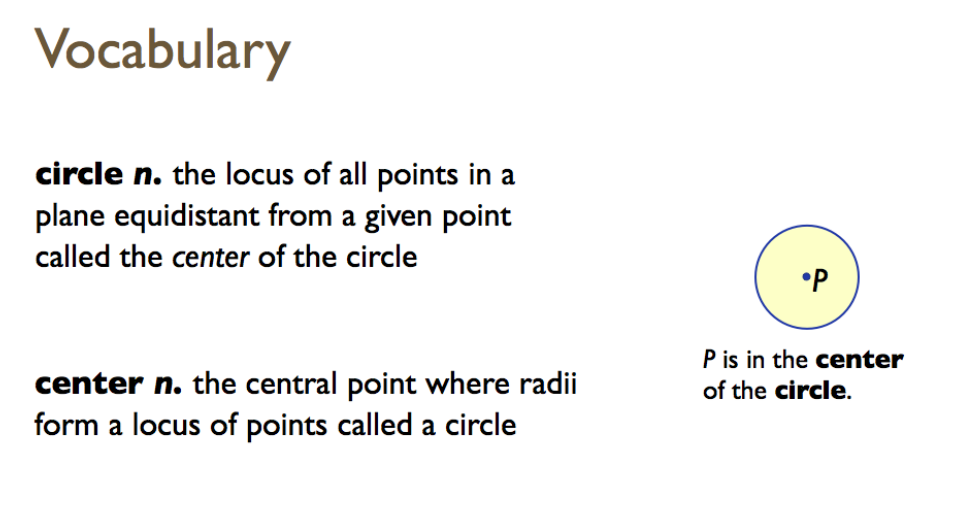 Vocabulary
circle n. the locus of all points in a
plane equidistant from a given point
called the center of the circle
P
P is in the center
of the circle.
center n. the central point where radii
form a locus of points called a circle